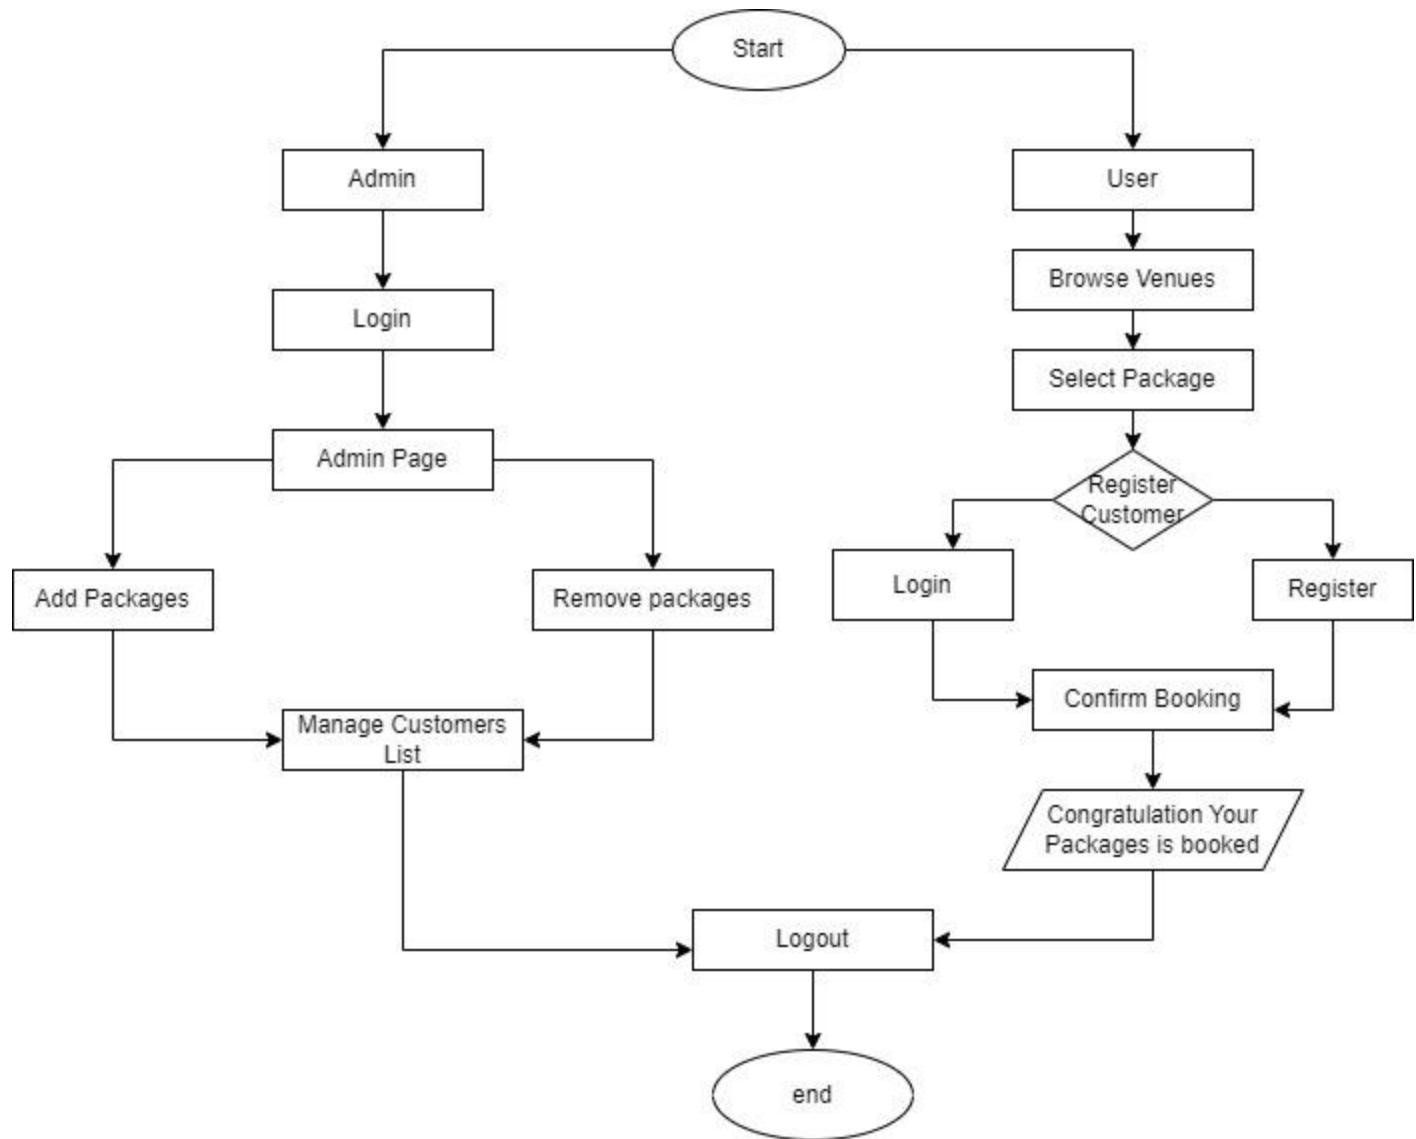 Start
Admin
User
Browse Venues
Login
Select Package
Admin Page
Register
Customer
Login
Register
Add Packages
Remove packages
Confirm Booking
Manage Customers
List
Congratulation Your
Packages is booked
Logout
end